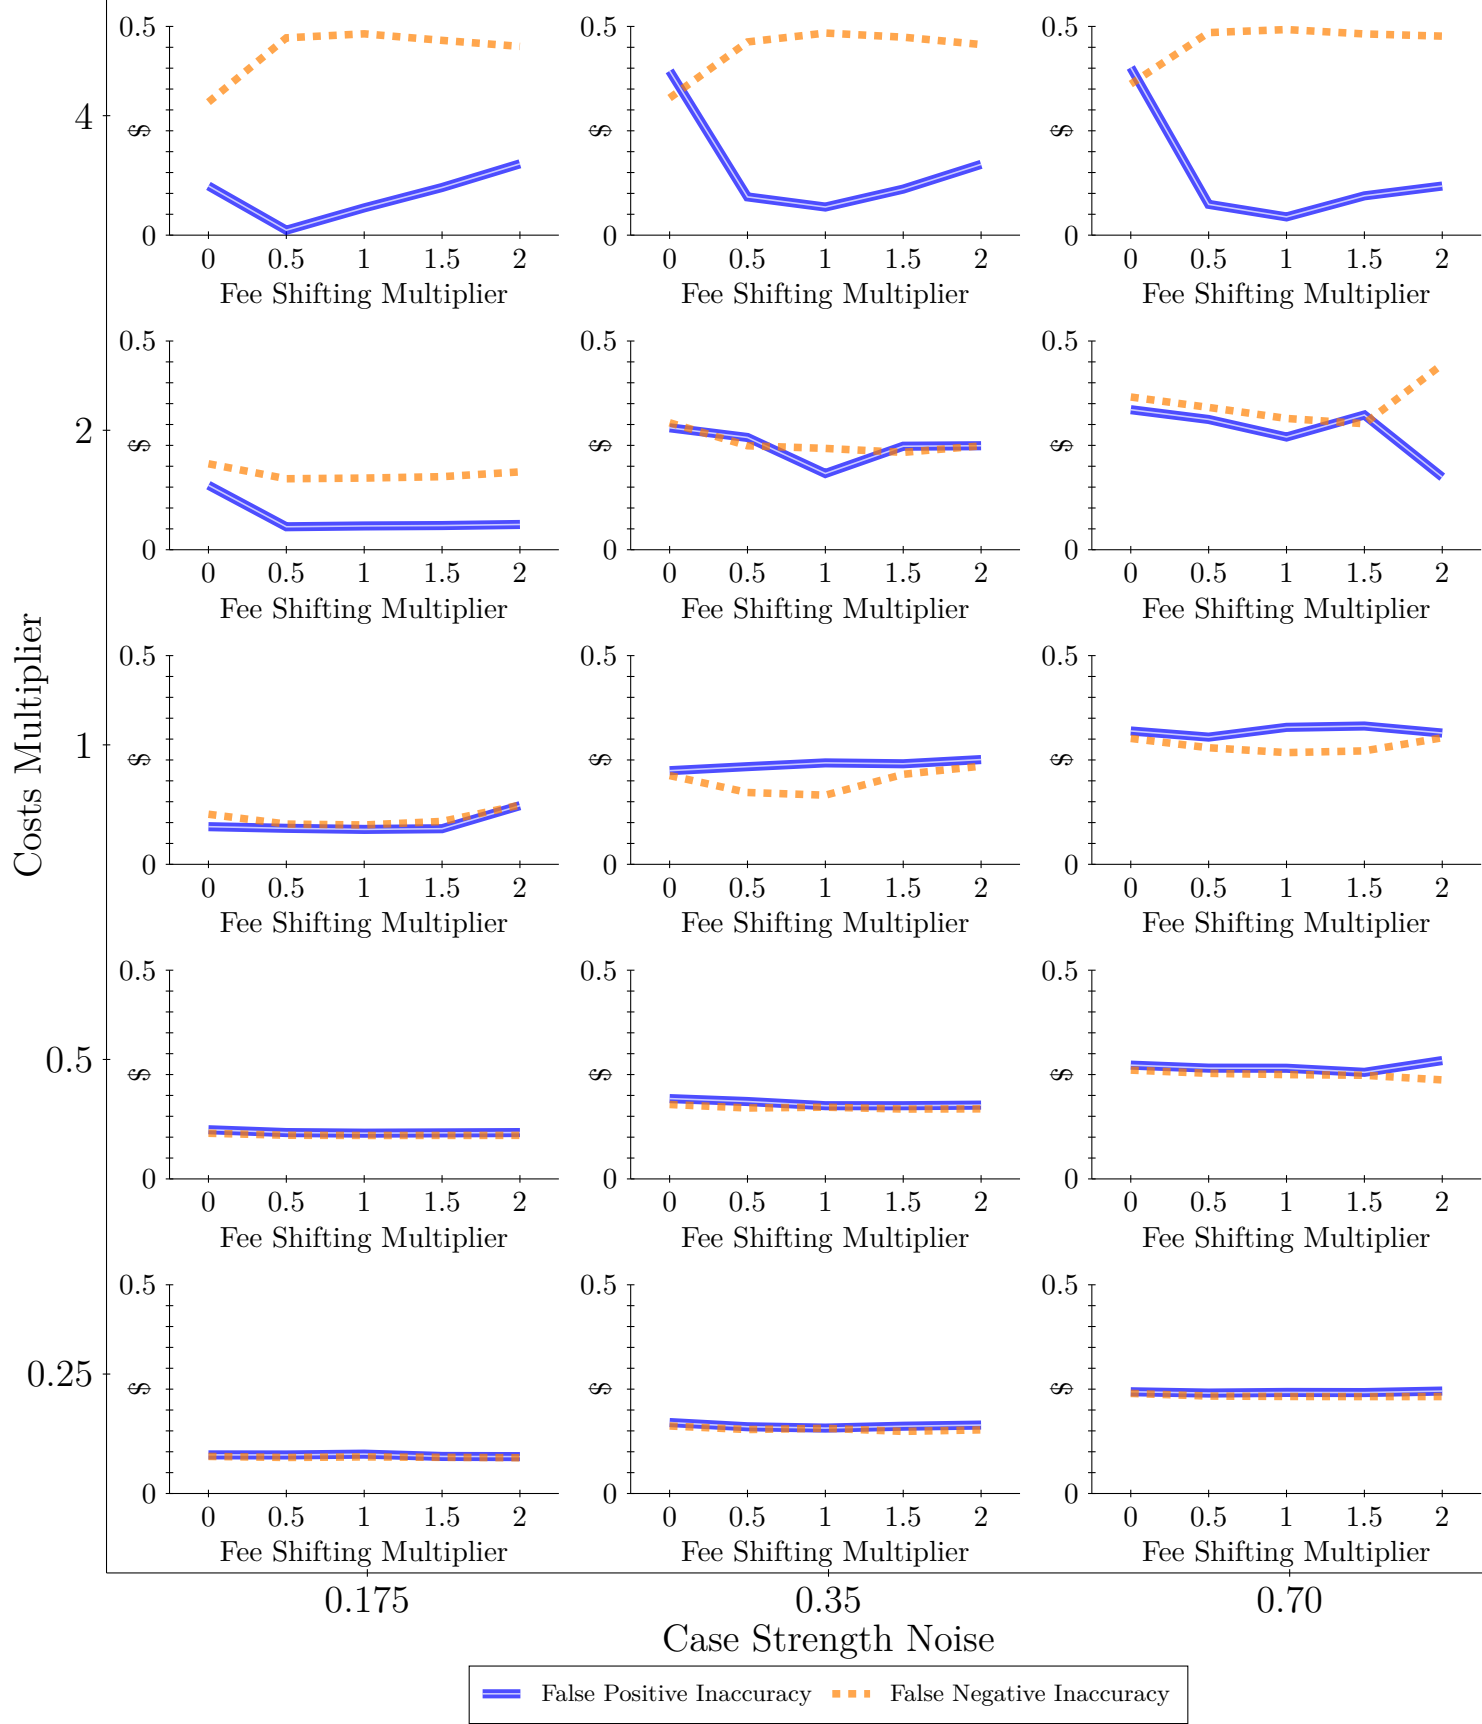 0.5
0.5
0.5
4
$
$
$
0
0
0
0 0.5 1 1.5 2
0 0.5 1 1.5 2
0 0.5 1 1.5 2
Fee Shifting Multiplier
Fee Shifting Multiplier
Fee Shifting Multiplier
0.5
0.5
0.5
2
$
$
$
0
0
0
0 0.5 1 1.5 2
0 0.5 1 1.5 2
0 0.5 1 1.5 2
Fee Shifting Multiplier
Fee Shifting Multiplier
Fee Shifting Multiplier
Costs Multiplier
0.5
0.5
0.5
1
$
$
$
0
0
0
0 0.5 1 1.5 2
0 0.5 1 1.5 2
0 0.5 1 1.5 2
Fee Shifting Multiplier
Fee Shifting Multiplier
Fee Shifting Multiplier
0.5
0.5
0.5
0.5
$
$
$
0
0
0
0 0.5 1 1.5 2
0 0.5 1 1.5 2
0 0.5 1 1.5 2
Fee Shifting Multiplier
Fee Shifting Multiplier
Fee Shifting Multiplier
0.5
0.5
0.5
0.25
$
$
$
0
0
0
0 0.5 1 1.5 2
0 0.5 1 1.5 2
0 0.5 1 1.5 2
Fee Shifting Multiplier
Fee Shifting Multiplier
Fee Shifting Multiplier
0.175
0.35
0.70
Case Strength Noise
False Positive Inaccuracy
False Negative Inaccuracy